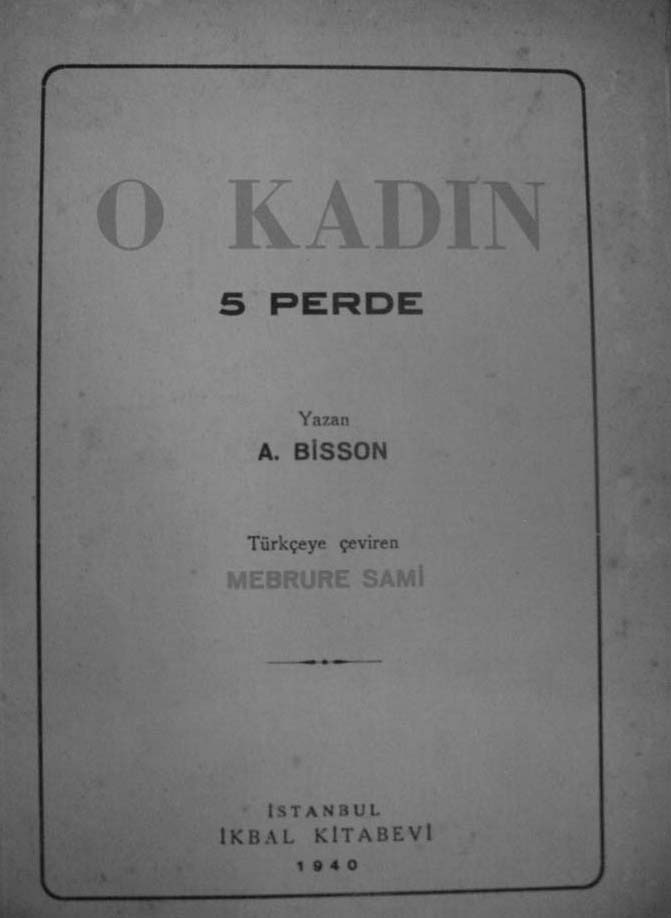 O KADIN
5 PERDE
Yazan
A. BİSSON
Türkçeye çeviren
MEBRURE SAMİ
İSTANBUL
İKBAL KİTABEVİ
1940